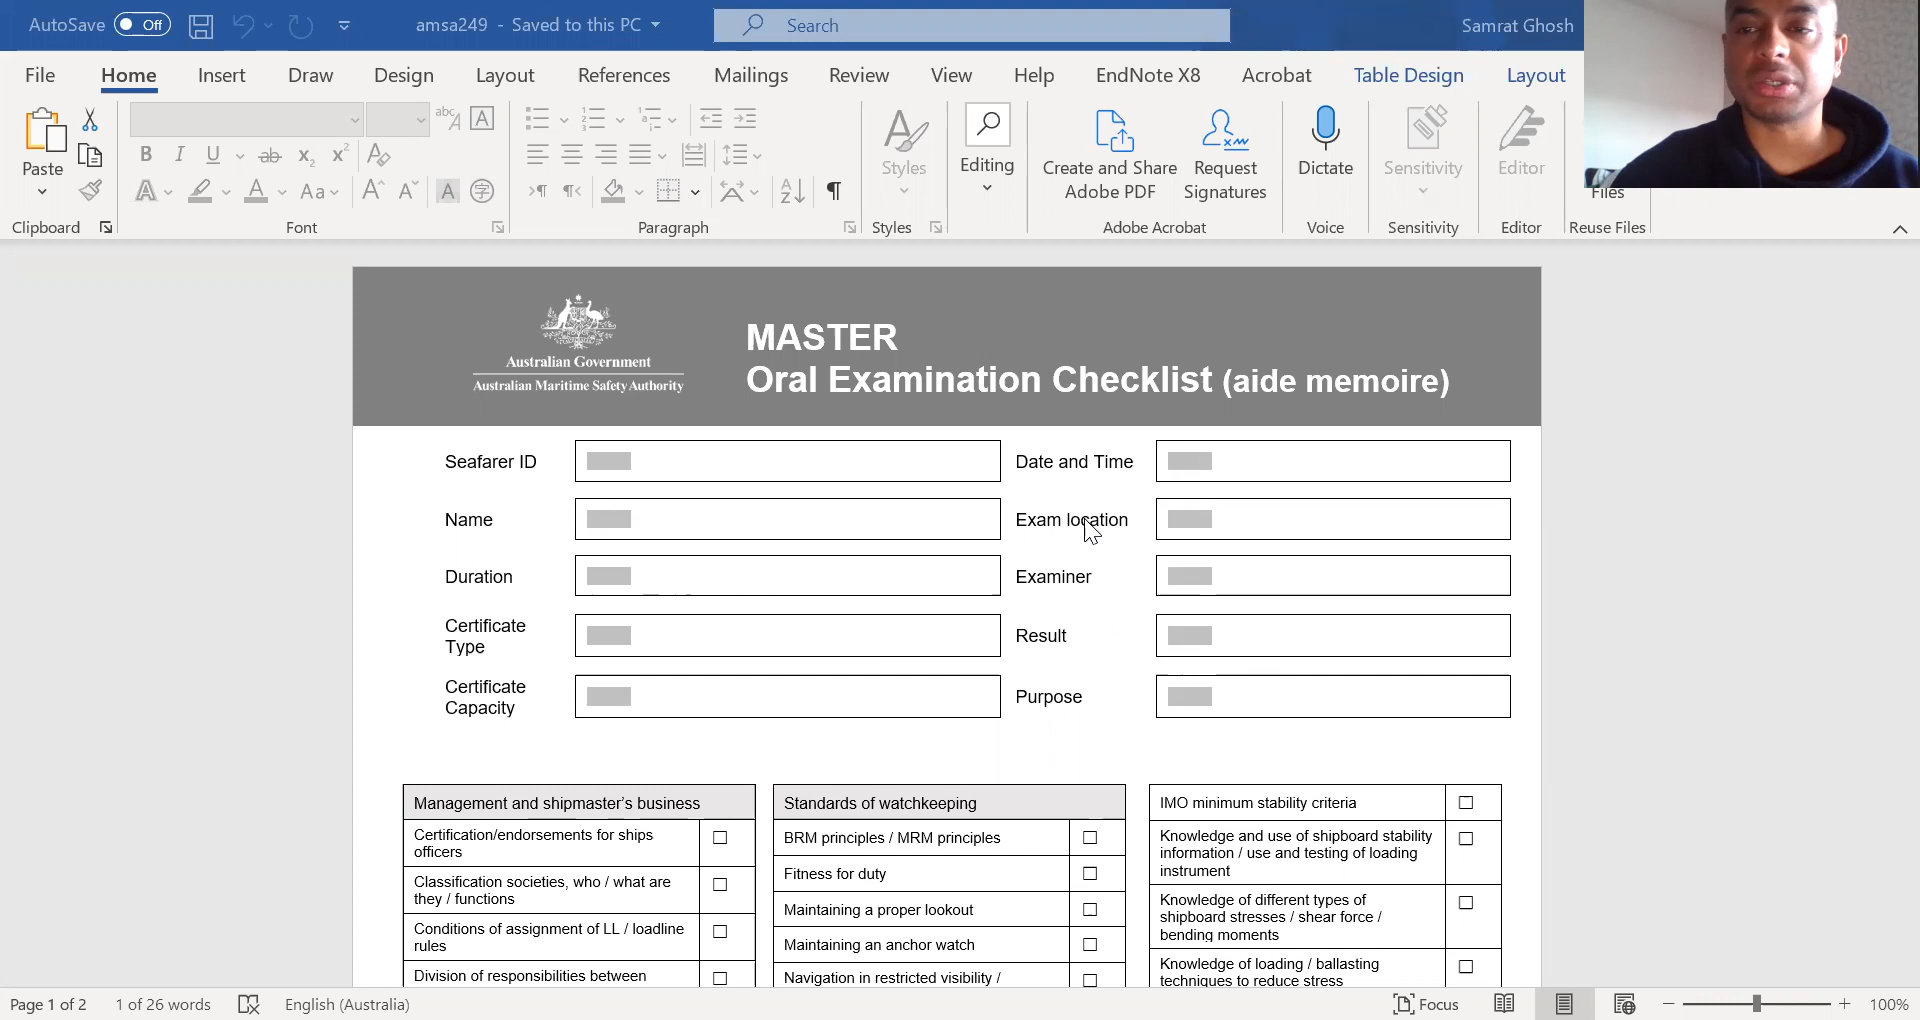 AutoSave Off amsa249 - Saved to this PC Search Samrat Ghosh
File Home Insert Draw Design Layout References Mailings Review View Help EndNote X8 Acrobat Table Design Layout
Paste
Clipboard
abc A A
B I U ab x2 x2 A
A A A Aa A A A 字
Font
A Z ¶
Paragraph
Styles
Styles
Editing
Create and Share
Adobe PDF
Request
Signatures
Adobe Acrobat
Dictate
Voice
Sensitivity
Sensitivity
Editor
Editor
Files
Reuse Files
Australian Government
Australian Maritime Safety Authority
MASTER
Oral Examination Checklist (aide memoire)
Seafarer ID
Date and Time
Name
Exam location
Duration
Examiner
Certificate
Type
Result
Certificate
Capacity
Purpose
Management and shipmaster's business
Certification/endorsements for ships
officers
Classification societies, who / what are
they / functions
Conditions of assignment of LL / loadline
rules
Division of responsibilities between
Standards of watchkeeping
BRM principles / MRM principles
Fitness for duty
Maintaining a proper lookout
Maintaining an anchor watch
Navigation in restricted visibility /
IMO minimum stability criteria
Knowledge and use of shipboard stability
information / use and testing of loading
instrument
Knowledge of different types of
shipboard stresses / shear force /
bending moments
Knowledge of loading / ballasting
techniques to reduce stress
Page 1 of 2 1 of 26 words English (Australia) Focus 100%